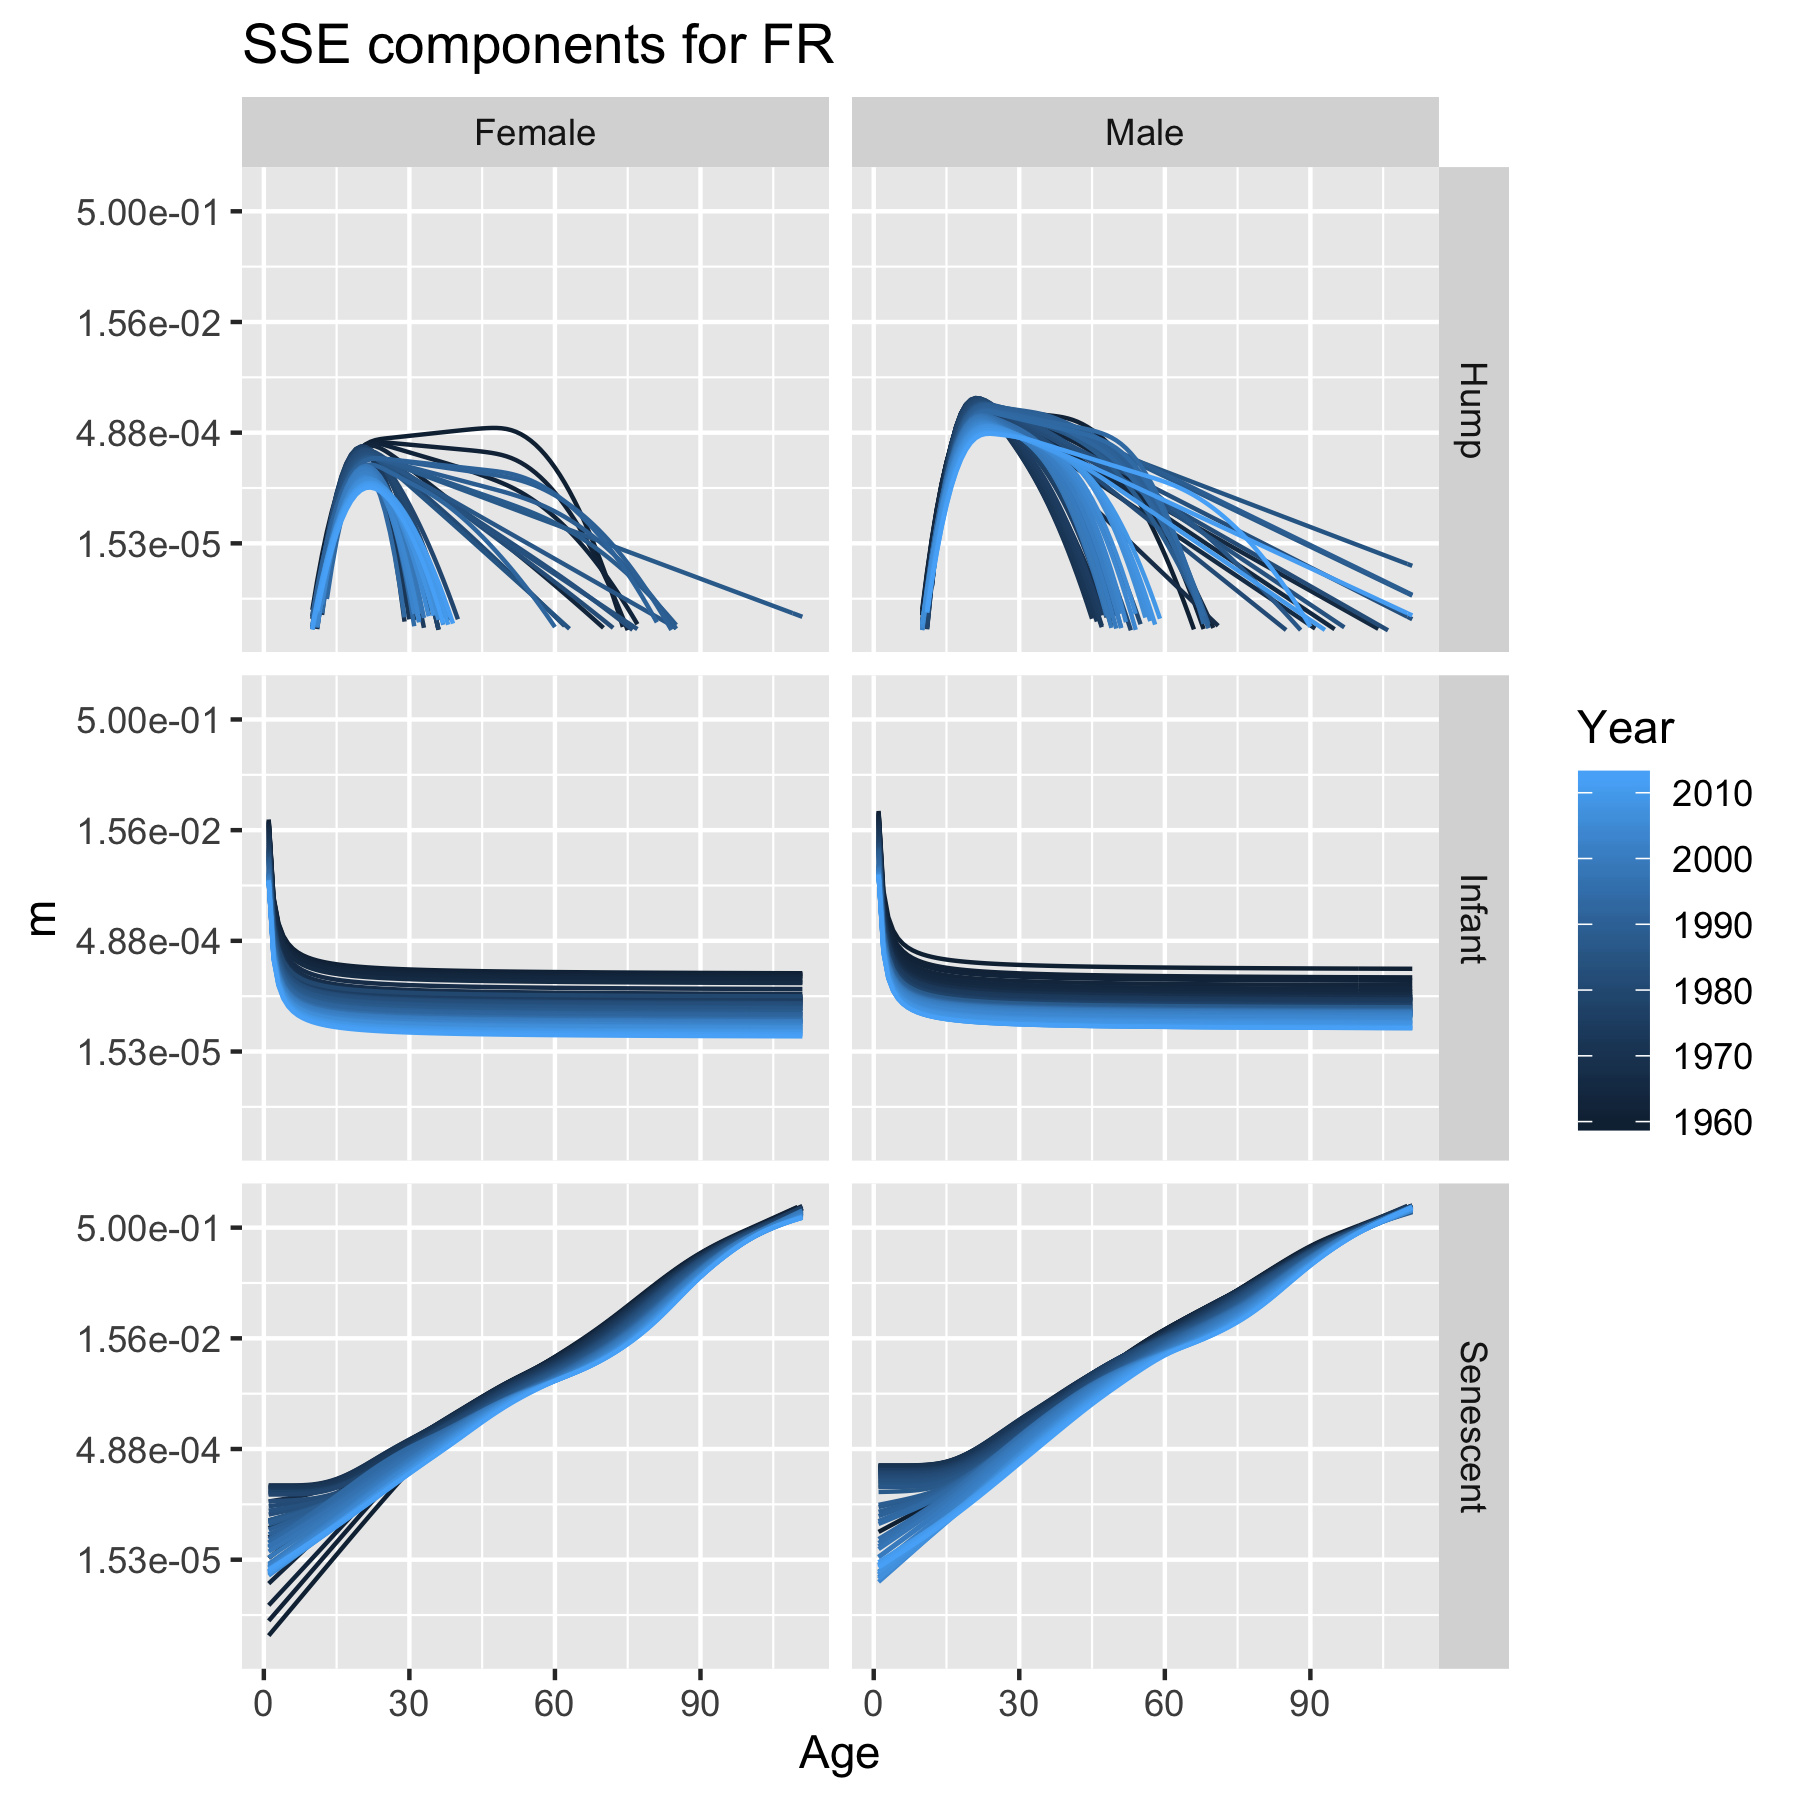 SSE components for FR
Female Male
5.00e-01
1.56e-02
4.88e-04
1.53e-05
Hump
5.00e-01
1.56e-02
4.88e-04
1.53e-05
Infant
5.00e-01
1.56e-02
4.88e-04
1.53e-05
Senescent
m
0 30 60 90 0 30 60 90
Age
Year
2010
2000
1990
1980
1970
1960